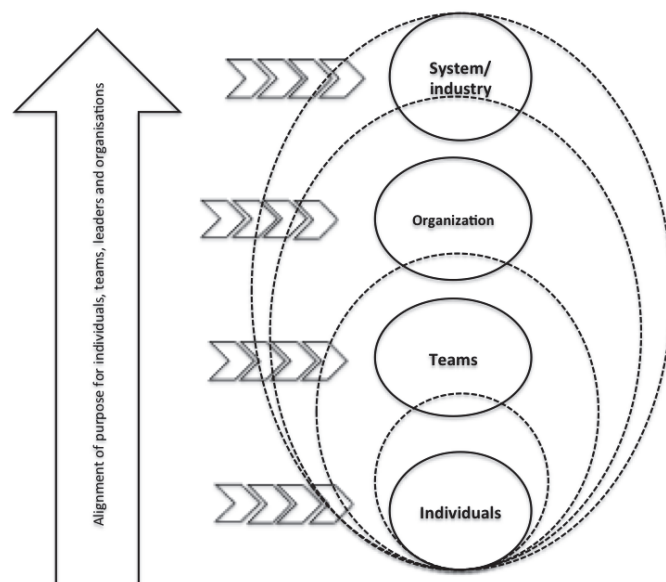 Alignment of purpose for individuals, teams, leaders and organisations
System/
industry
Organization
Teams
Individuals